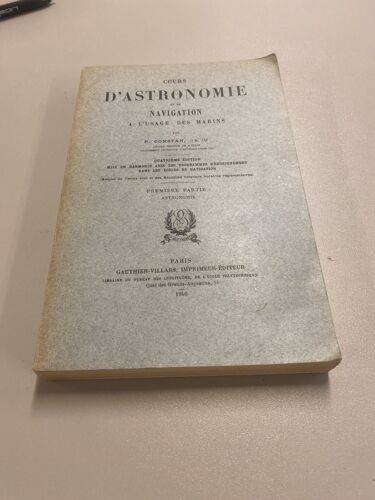 COURS
D'ASTRONOMIE
ET DE
NAVIGATION
A L'USAGE DES MARINS
PAR
P. CONSTAN,
QUATRIÈME ÉDITION
MISE EN HARMONIE AVEC LES PROGRAMMES D'ENSEIGNEMENT
DANS LES ÉCOLES DE NAVIGATION
PREMIÈRE PARTIE
ASTRONOMIE
PARIS
GAUTHIER-VILLARS, IMPRIMEUR-ÉDITEUR
LIBRAIRE DU BUREAU DES LONGITUDES, DE L'ÉCOLE POLYTECHNIQUE
Quai des Grands-Augustins, 55